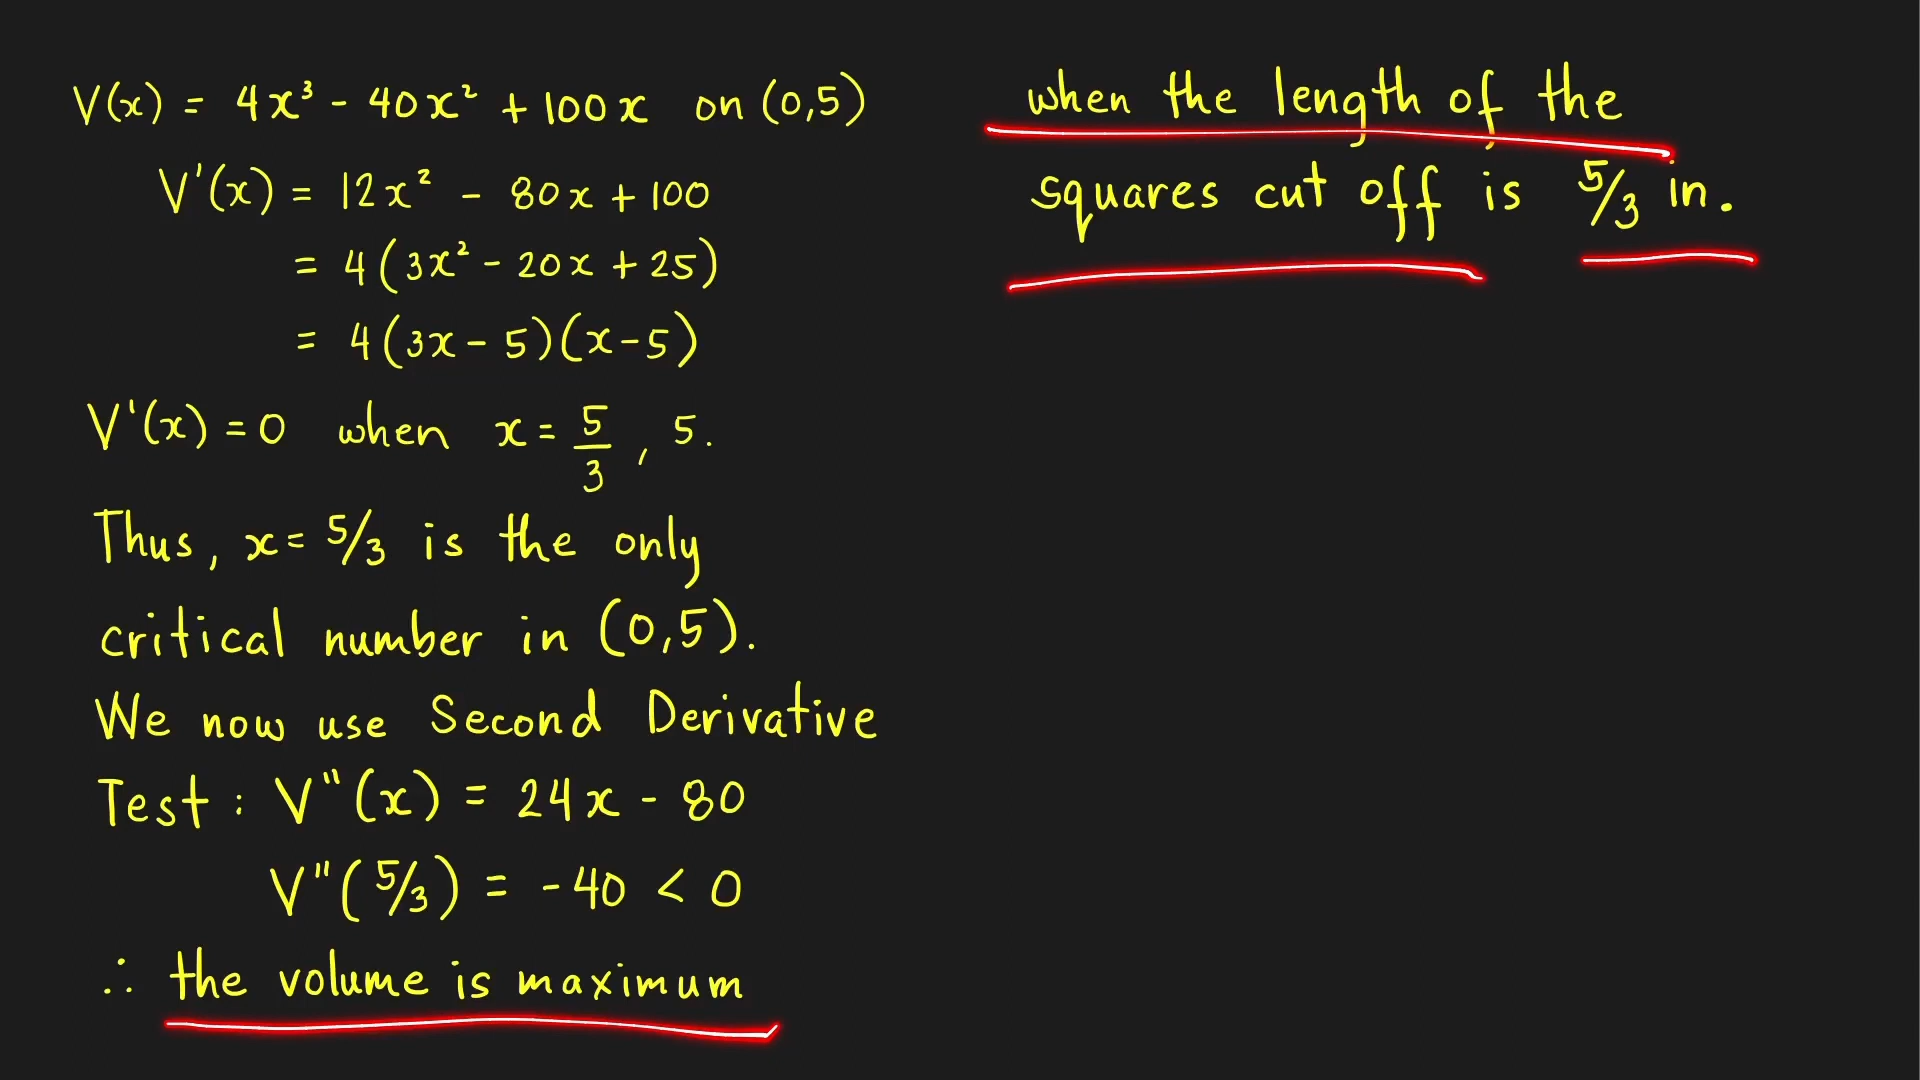 V(x) = 4x³ - 40x² + 100x on (0,5)
V'(x) = 12x² - 80x + 100
= 4(3x² - 20x + 25)
= 4(3x - 5)(x - 5)
V'(x) = 0 when x = 5/3, 5.
Thus, x = 5/3 is the only
critical number in (0,5).
We now use Second Derivative
Test: V"(x) = 24x - 80
V"(5/3) = -40 < 0
∴ the volume is maximum
when the length of the
squares cut off is 5/3 in.